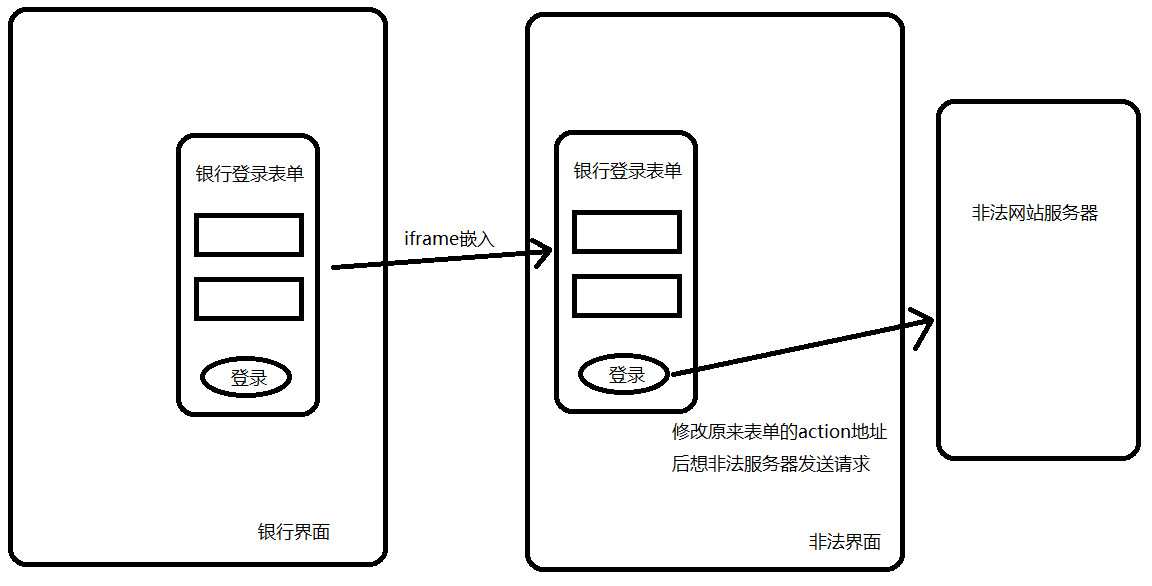 银行登录表单
登录
银行界面
iframe嵌入
银行登录表单
登录
修改原来表单的action地址
后想非法服务器发送请求
非法界面
非法网站服务器